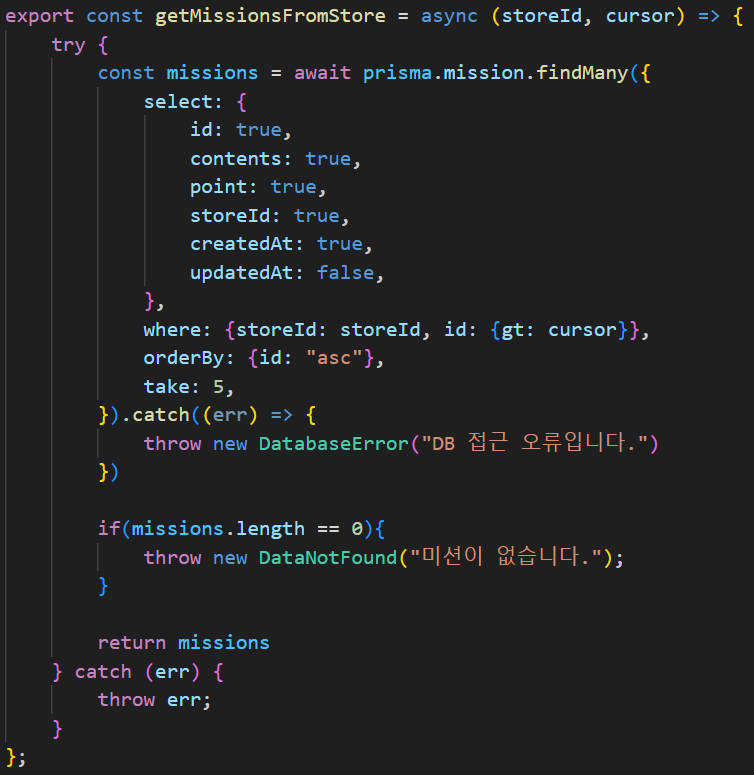 export const getMissionsFromStore = async (storeId, cursor) => {
    try {
        const missions = await prisma.mission.findMany({
            select: {
                id: true,
                contents: true,
                point: true,
                storeId: true,
                createdAt: true,
                updatedAt: false,
            },
            where: {storeId: storeId, id: {gt: cursor}},
            orderBy: {id: "asc"},
            take: 5,
        }).catch((err) => {
            throw new DatabaseError("DB 접근 오류입니다.")
        })

        if(missions.length == 0){
            throw new DataNotFound("미션이 없습니다.");
        }

        return missions
    } catch (err) {
        throw err;
    }
};